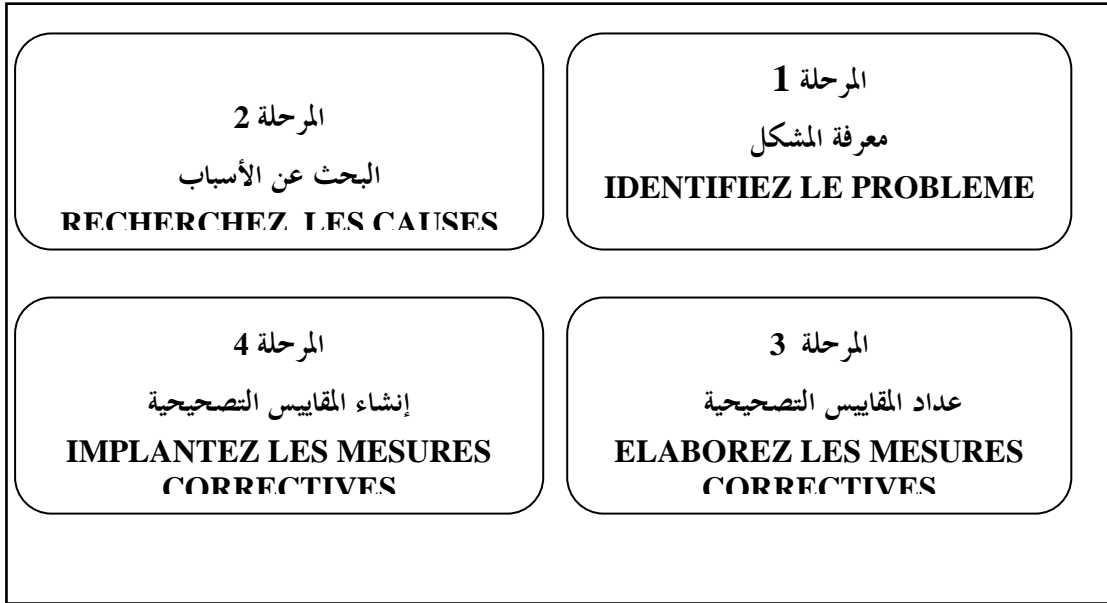 المرحلة 1
معرفة المشكل
IDENTIFIEZ LE PROBLEME
المرحلة 2
البحث عن الأسباب
RECHERCHEZ LES CAUSES
المرحلة 3
عداد المقاييس التصحيحية
ELABOREZ LES MESURES
CORRECTIVES
المرحلة 4
إنشاء المقاييس التصحيحية
IMPLANTEZ LES MESURES
CORRECTIVES